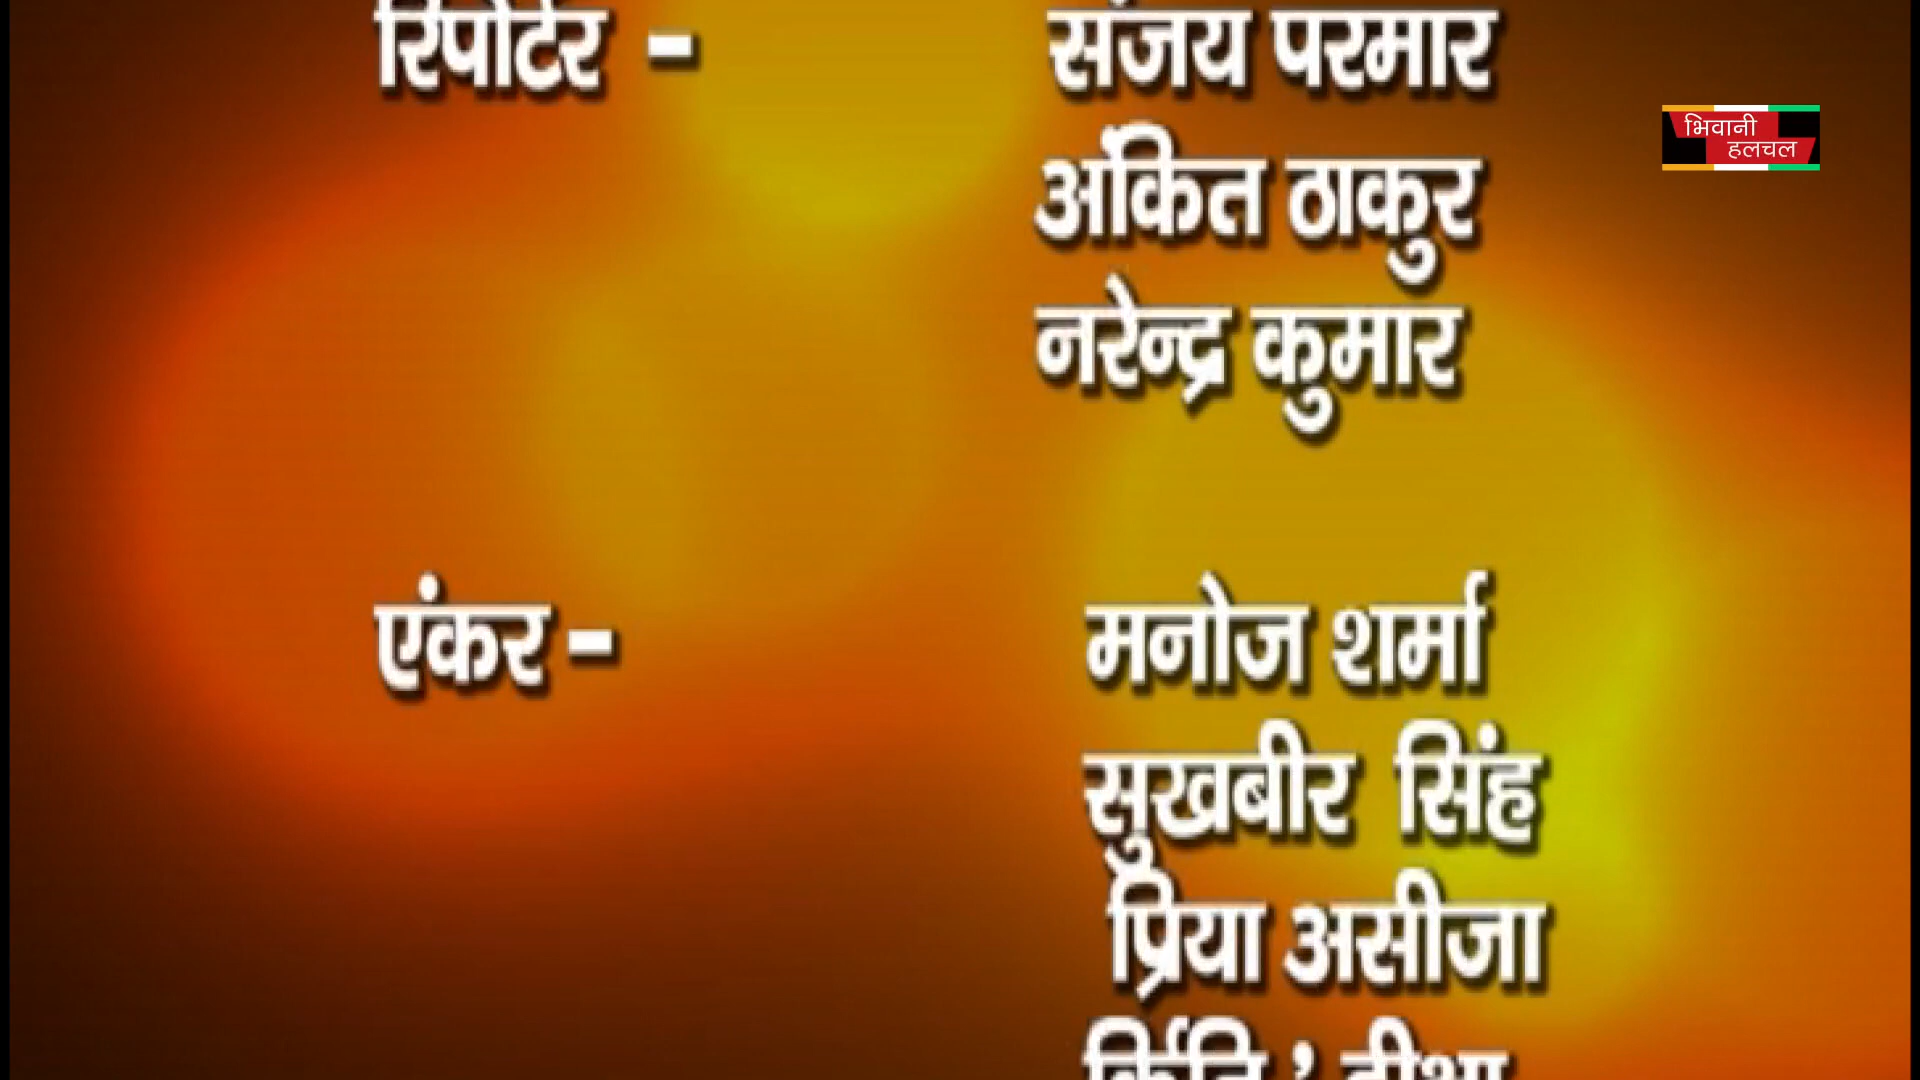 रिपोर्टर - संजय परमार
भिवानी
हलचल
अंकित ठाकुर
नरेन्द्र कुमार
एंकर - मनोज शर्मा
सुखबीर सिंह
प्रिया असीजा